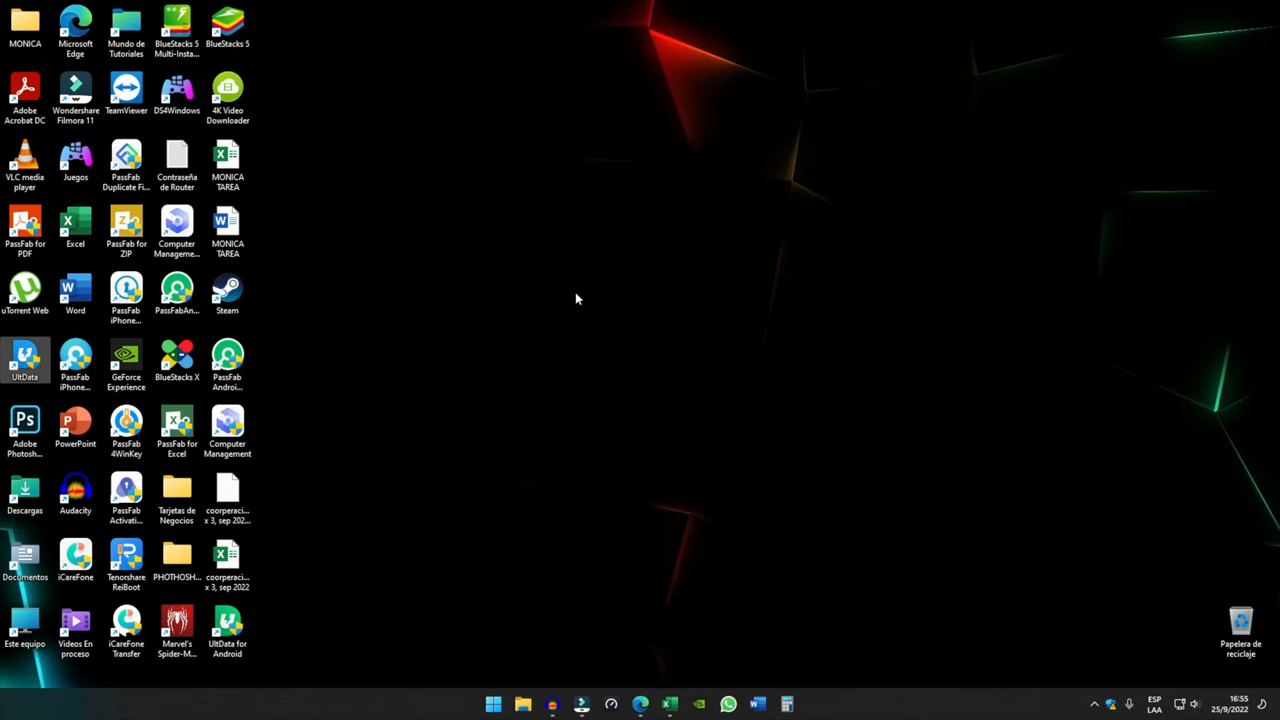 MONICA
Microsoft
Edge
Mundo de
Tutoriales
BlueStacks 5
Multi-Insta...
BlueStacks 5
Adobe
Acrobat DC
Wondershare
Filmora 11
TeamViewer
DS4Windows
4K Video
Downloader
VLC media
player
Juegos
PassFab
Duplicate Fi...
Contraseña
de Router
MONICA
TAREA
PassFab for
PDF
Excel
PassFab for
ZIP
Computer
Manageme...
MONICA
TAREA
uTorrent Web
Word
PassFab
iPhone...
PassFabAn...
Steam
UltData
PassFab
iPhone...
GeForce
Experience
BlueStacks X
PassFab
Androi...
Ps
Adobe
Photosh...
PowerPoint
PassFab
4WinKey
PassFab for
Excel
Computer
Management
Descargas
Audacity
PassFab
Activati...
Tarjetas de
Negocios
coorperaci...
x 3, sep 202...
Documentos
iCareFone
Tenorshare
ReiBoot
PHOTHOSH...
coorperaci...
x 3, sep 2022
Este equipo
Videos En
proceso
iCareFone
Transfer
Marvel's
Spider-M...
UltData for
Android
Papelera de
reciclaje
ESP
LAA
16:55
25/9/2022